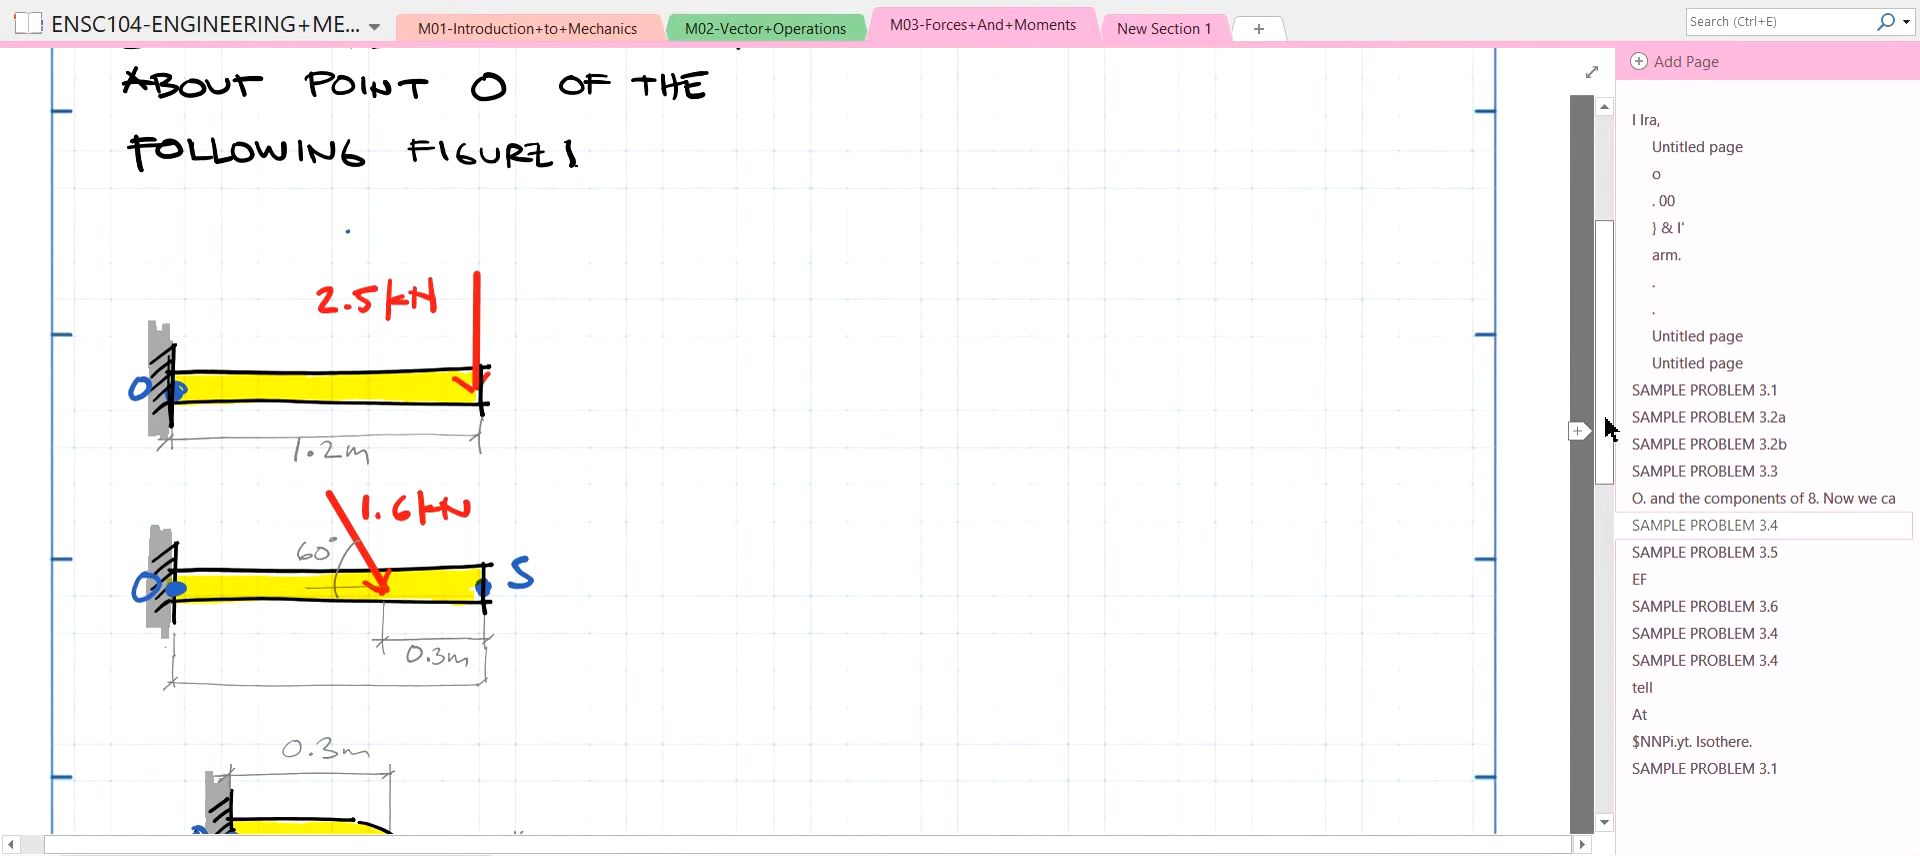 ENSC104-ENGINEERING+ME...
M01-Introduction+to+Mechanics
M02-Vector+Operations
M03-Forces+And+Moments
New Section 1
Search (Ctrl+E)
Add Page
ABOUT POINT O OF THE
FOLLOWING FIGURE
2.5 kN
O
1.2m
1.6 kN
60°
O
S
0.3m
0.3m
I Ira,
Untitled page
o
. 00
} & I'
arm.
.
.
Untitled page
Untitled page
SAMPLE PROBLEM 3.1
SAMPLE PROBLEM 3.2a
SAMPLE PROBLEM 3.2b
SAMPLE PROBLEM 3.3
O. and the components of 8. Now we ca
SAMPLE PROBLEM 3.4
SAMPLE PROBLEM 3.5
EF
SAMPLE PROBLEM 3.6
SAMPLE PROBLEM 3.4
SAMPLE PROBLEM 3.4
tell
At
$NNPi.yt. Isothere.
SAMPLE PROBLEM 3.1